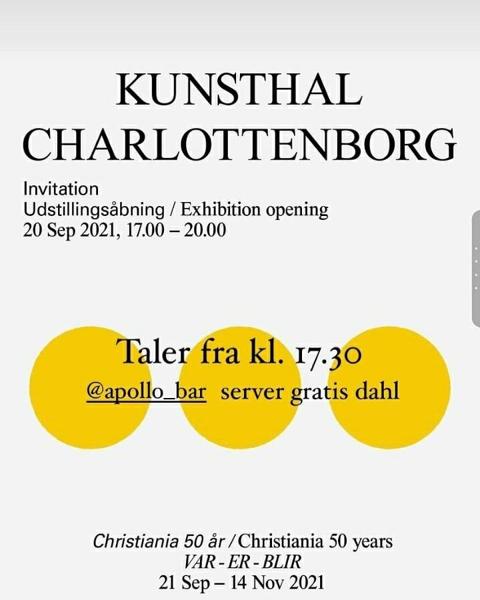 KUNSTHAL
CHARLOTTENBORG
Invitation
Udstillingsåbning / Exhibition opening
20 Sep 2021, 17.00 – 20.00
Taler fra kl. 17.30
@apollo_bar server gratis dahl
Christiania 50 år / Christiania 50 years
VAR - ER - BLIR
21 Sep – 14 Nov 2021